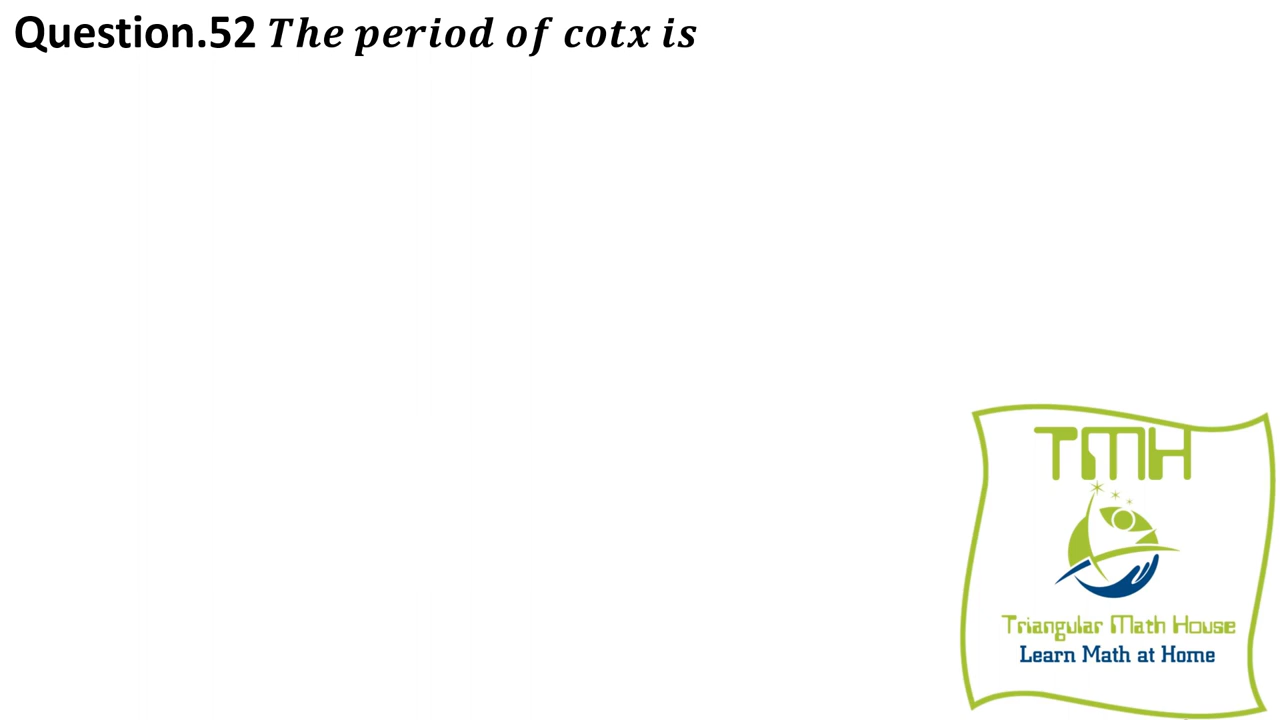 Question.52 The period of cotx is
TMH
Triangular Math House
Learn Math at Home